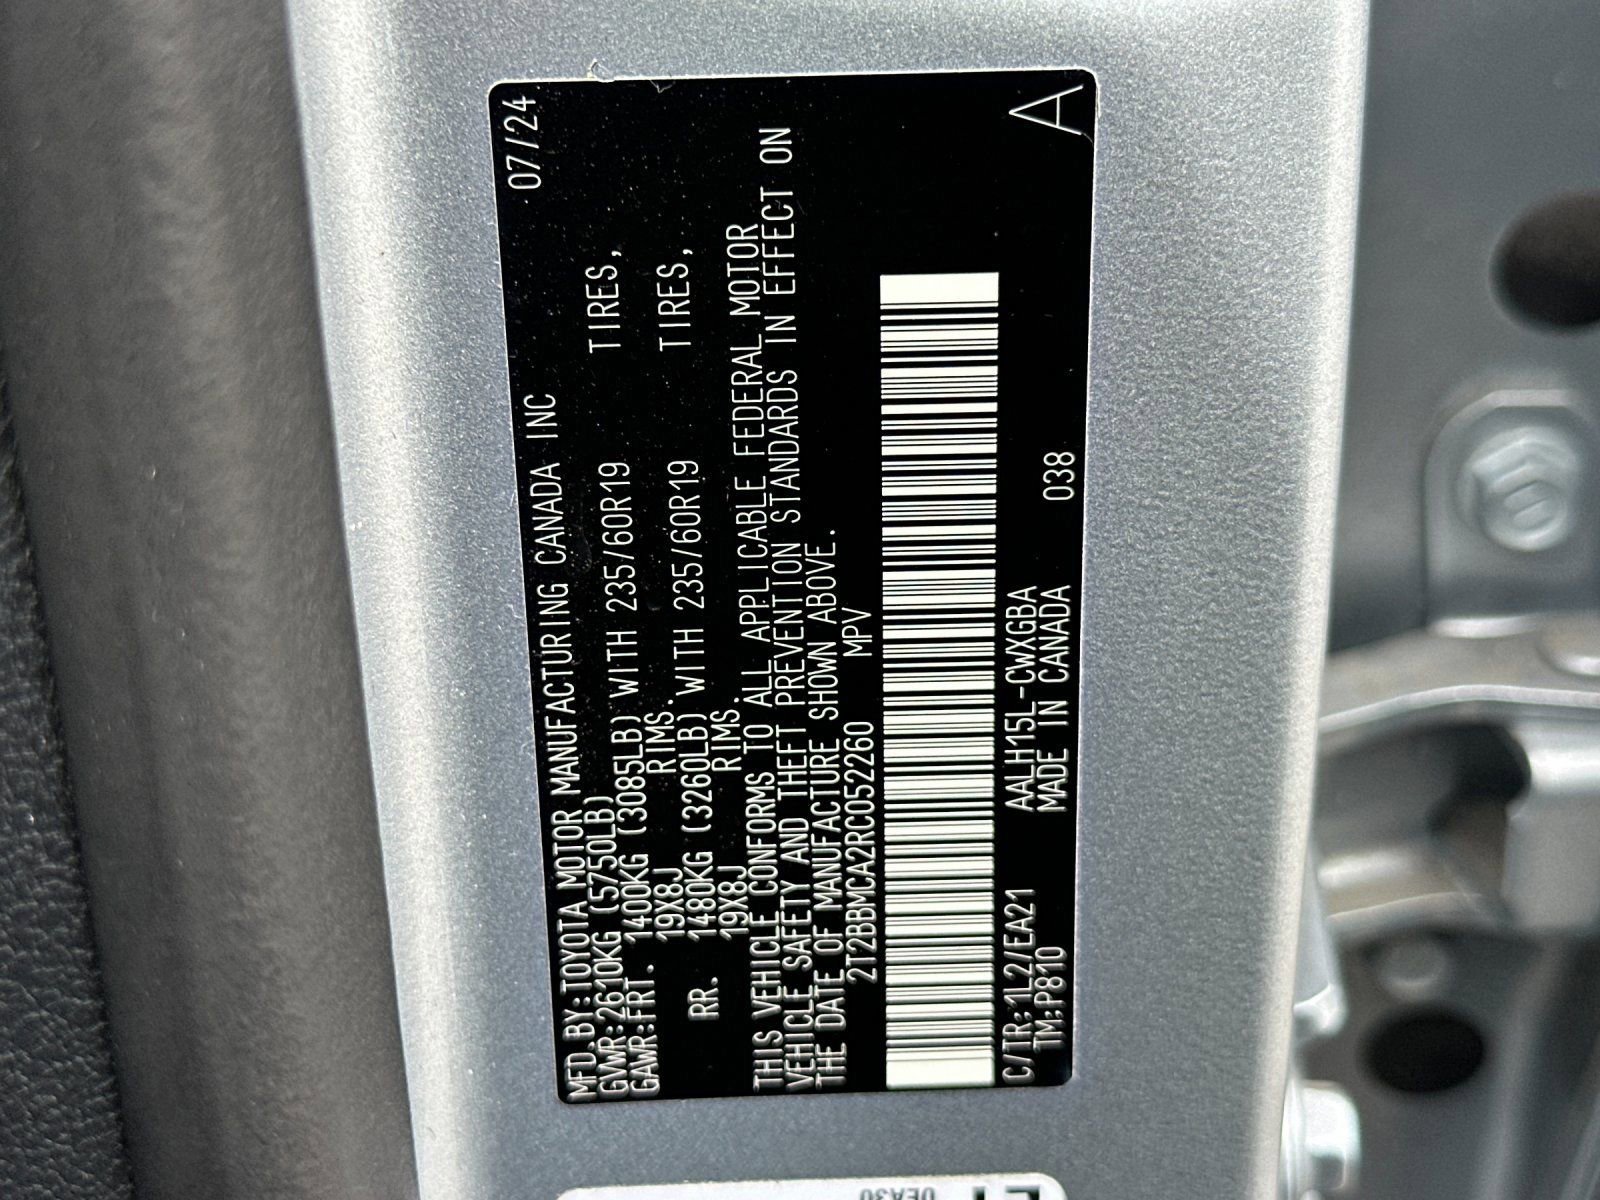 MFD.BY:TOYOTA MOTOR MANUFACTURING CANADA INC 07/24
GVWR:2610KG (5750LB)
GAWR:FRT. 1400KG (3085LB) WITH 235/60R19 TIRES,
19X8J RIMS.
RR. 1480KG (3260LB) WITH 235/60R19 TIRES,
19X8J RIMS.
THIS VEHICLE CONFORMS TO ALL APPLICABLE FEDERAL MOTOR
VEHICLE SAFETY AND THEFT PREVENTION STANDARDS IN EFFECT ON
THE DATE OF MANUFACTURE SHOWN ABOVE.
2T2BBMCA2RC052260 MPV
C/TR:1L2/EA21 AALH15L-CWXGBA
TM:P810 MADE IN CANADA 038 A
0EA30